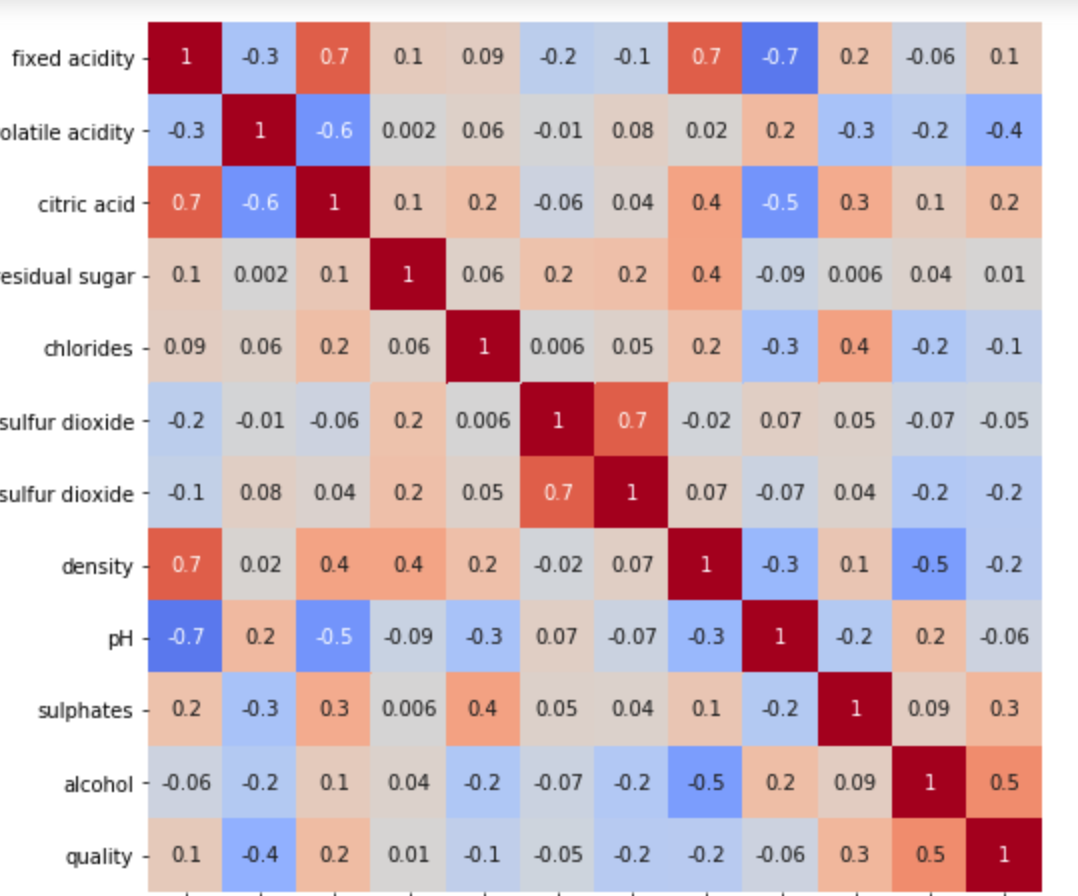 fixed acidity 1 -0.3 0.7 0.1 0.09 -0.2 -0.1 0.7 -0.7 0.2 -0.06 0.1
olatile acidity -0.3 1 -0.6 0.002 0.06 -0.01 0.08 0.02 0.2 -0.3 -0.2 -0.4
citric acid 0.7 -0.6 1 0.1 0.2 -0.06 0.04 0.4 -0.5 0.3 0.1 0.2
esidual sugar 0.1 0.002 0.1 1 0.06 0.2 0.2 0.4 -0.09 0.006 0.04 0.01
chlorides 0.09 0.06 0.2 0.06 1 0.006 0.05 0.2 -0.3 0.4 -0.2 -0.1
sulfur dioxide -0.2 -0.01 -0.06 0.2 0.006 1 0.7 -0.02 0.07 0.05 -0.07 -0.05
sulfur dioxide -0.1 0.08 0.04 0.2 0.05 0.7 1 0.07 -0.07 0.04 -0.2 -0.2
density 0.7 0.02 0.4 0.4 0.2 -0.02 0.07 1 -0.3 0.1 -0.5 -0.2
pH -0.7 0.2 -0.5 -0.09 -0.3 0.07 -0.07 -0.3 1 -0.2 0.2 -0.06
sulphates 0.2 -0.3 0.3 0.006 0.4 0.05 0.04 0.1 -0.2 1 0.09 0.3
alcohol -0.06 -0.2 0.1 0.04 -0.2 -0.07 -0.2 -0.5 0.2 0.09 1 0.5
quality 0.1 -0.4 0.2 0.01 -0.1 -0.05 -0.2 -0.2 -0.06 0.3 0.5 1